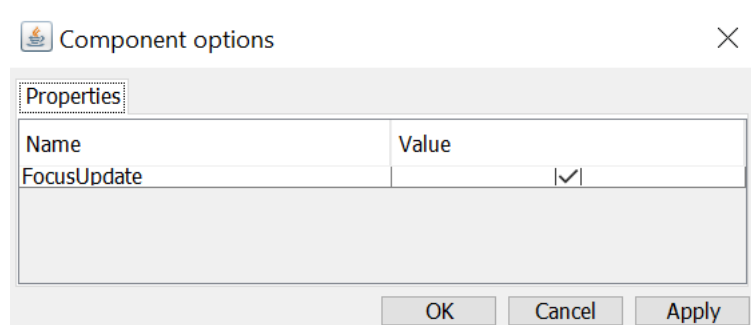 Component options
Properties
Name Value
FocusUpdate
OK Cancel Apply